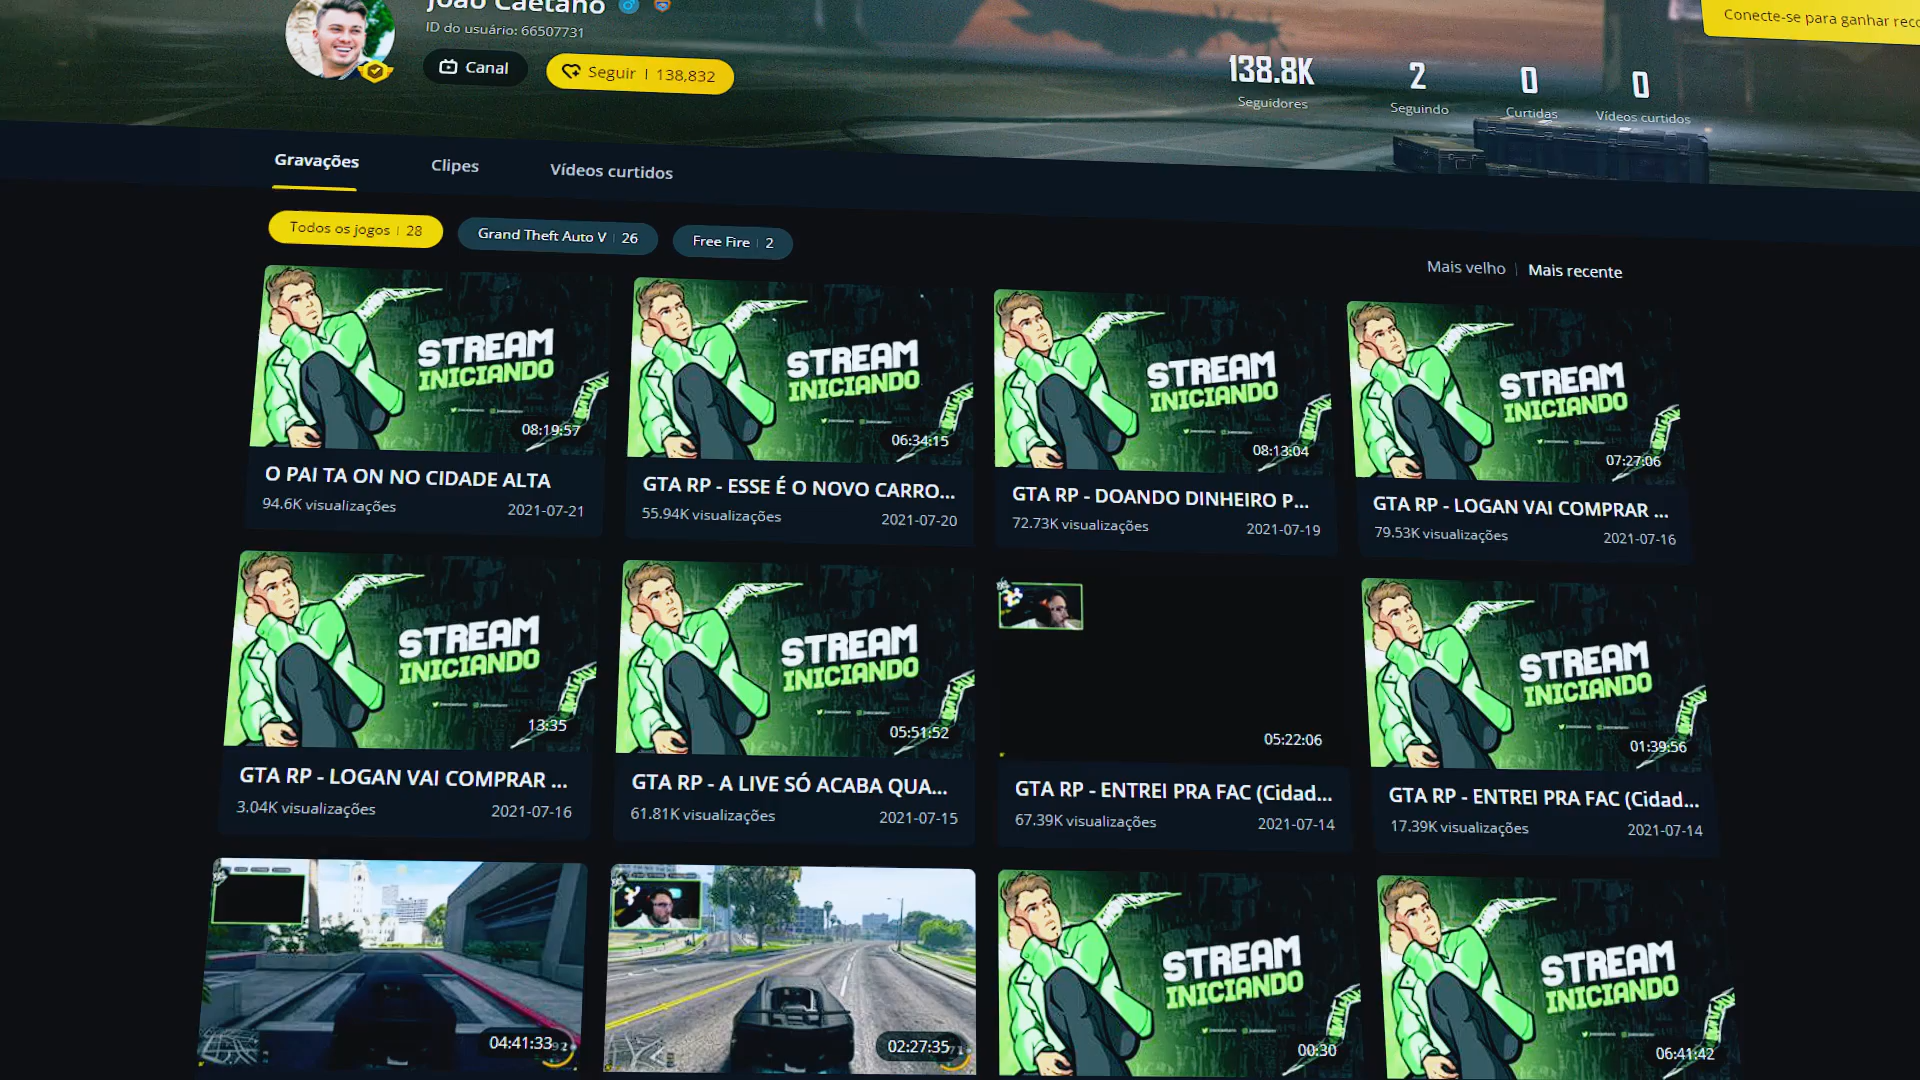 João Caetano
ID do usuário: 66507731
Canal
Seguir | 138,832
138.8K
Seguidores
2
Seguindo
0
Curtidas
0
Vídeos curtidos
Conecte-se para ganhar reco
Gravações
Clipes
Vídeos curtidos
Todos os jogos | 28
Grand Theft Auto V | 26
Free Fire | 2
Mais velho | Mais recente
STREAM
INICIANDO
08:19:57
O PAI TA ON NO CIDADE ALTA
94.6K visualizações
2021-07-21
STREAM
INICIANDO
06:34:15
GTA RP - ESSE É O NOVO CARRO...
55.94K visualizações
2021-07-20
STREAM
INICIANDO
08:13:04
GTA RP - DOANDO DINHEIRO P...
72.73K visualizações
2021-07-19
STREAM
INICIANDO
07:27:06
GTA RP - LOGAN VAI COMPRAR ...
79.53K visualizações
2021-07-16
STREAM
INICIANDO
13:35
GTA RP - LOGAN VAI COMPRAR ...
3.04K visualizações
2021-07-16
STREAM
INICIANDO
05:51:52
GTA RP - A LIVE SÓ ACABA QUA...
61.81K visualizações
2021-07-15
05:22:06
GTA RP - ENTREI PRA FAC (Cidad...
67.39K visualizações
2021-07-14
STREAM
INICIANDO
01:39:56
GTA RP - ENTREI PRA FAC (Cidad...
17.39K visualizações
2021-07-14
04:41:33
02:27:35
STREAM
INICIANDO
00:30
STREAM
INICIANDO
06:41:42